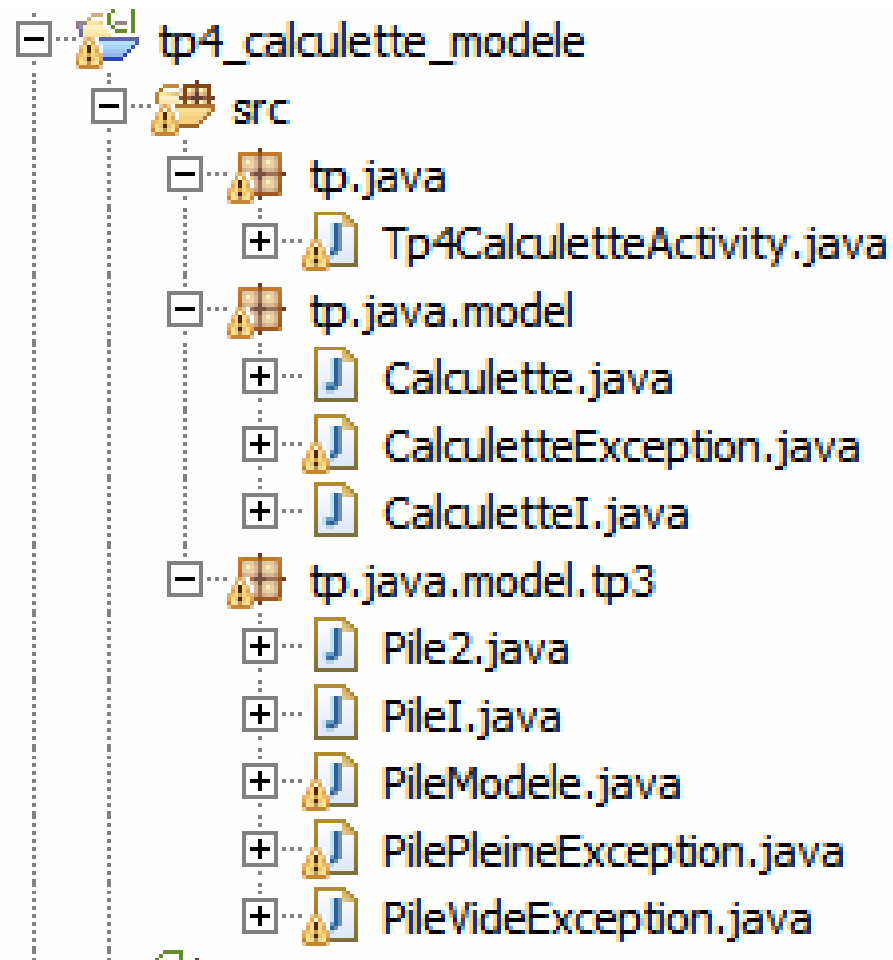 tp4_calculette_modele
src
tp.java
Tp4CalculetteActivity.java
tp.java.model
Calculette.java
CalculetteException.java
CalculetteI.java
tp.java.model.tp3
Pile2.java
PileI.java
PileModele.java
PilePleineException.java
PileVideException.java